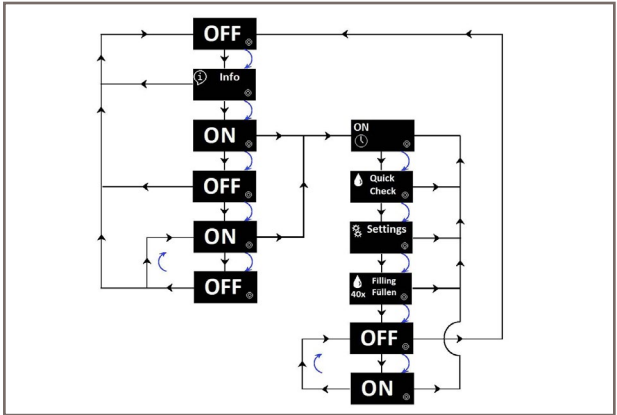 OFF
Info
ON
OFF
ON
OFF
ON
Quick
Check
Settings
Filling
40x Füllen
OFF
ON